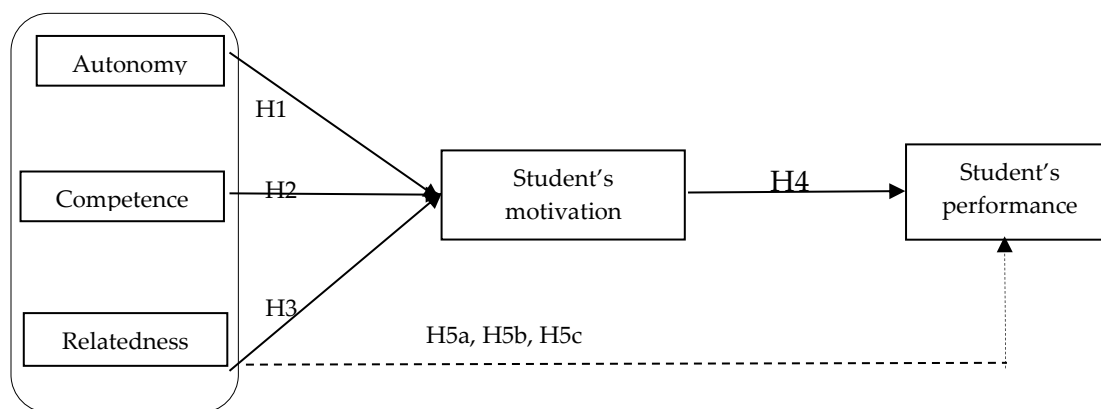 Autonomy
H1
Competence
H2
Student’s
motivation
H4
Student’s
performance
H3
Relatedness
H5a, H5b, H5c